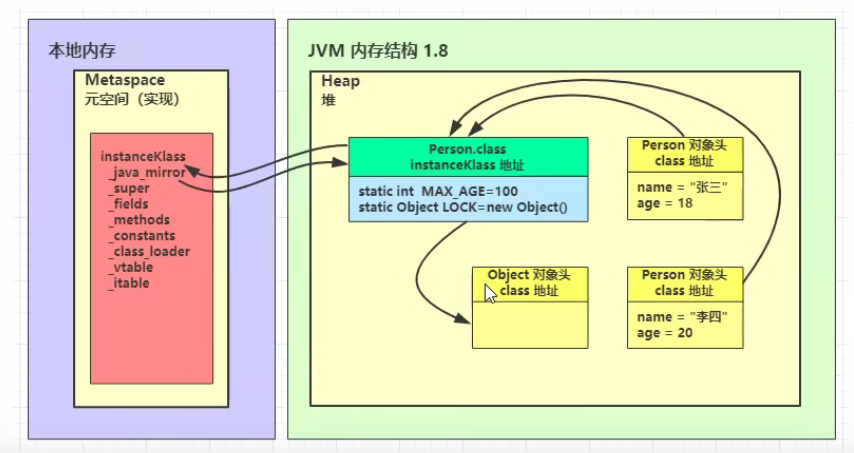 本地内存
Metaspace
元空间（实现）
instanceKlass
_java_mirror
_super
_fields
_methods
_constants
_class_loader
_vtable
_itable
JVM 内存结构 1.8
Heap
堆
Person.class
instanceKlass 地址
static int MAX_AGE=100
static Object LOCK=new Object()
Person 对象头
class 地址
name = "张三"
age = 18
Object 对象头
class 地址
Person 对象头
class 地址
name = "李四"
age = 20